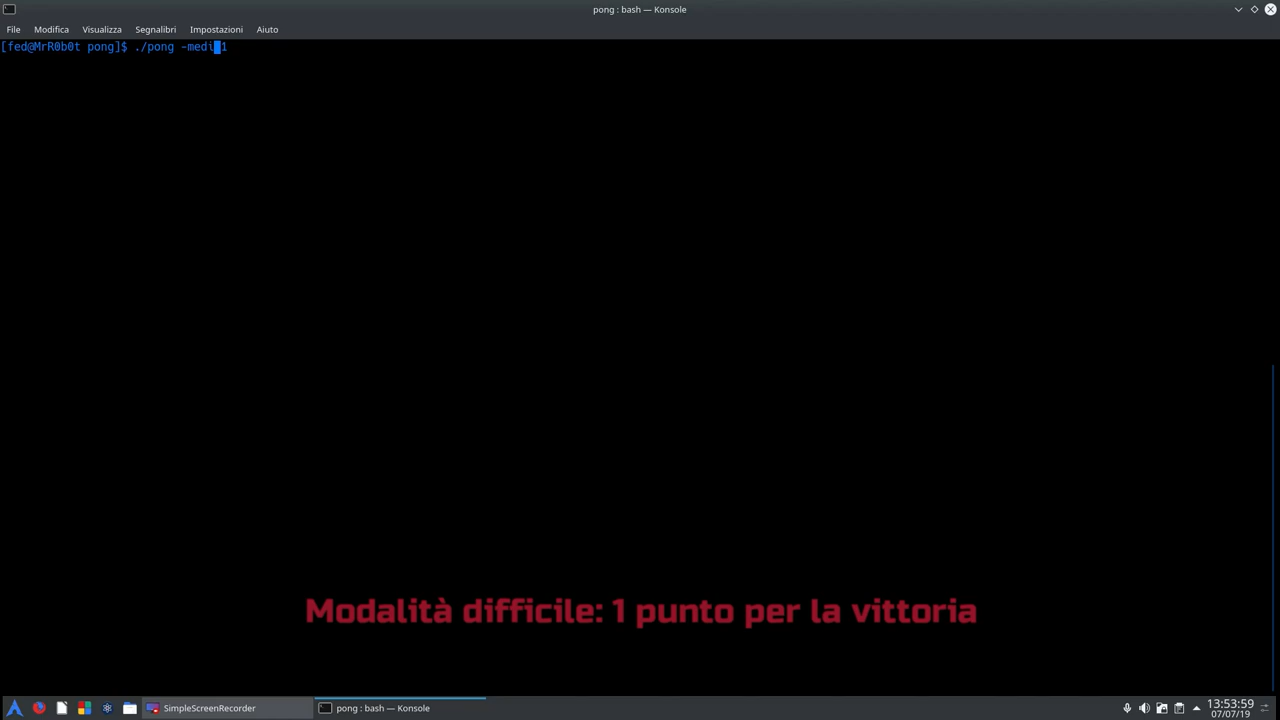 pong : bash — Konsole
File Modifica Visualizza Segnalibri Impostazioni Aiuto
[fed@MrR0b0t pong]$ ./pong -medi 1
Modalità difficile: 1 punto per la vittoria
SimpleScreenRecorder
pong : bash — Konsole
13:53:59
07/07/19